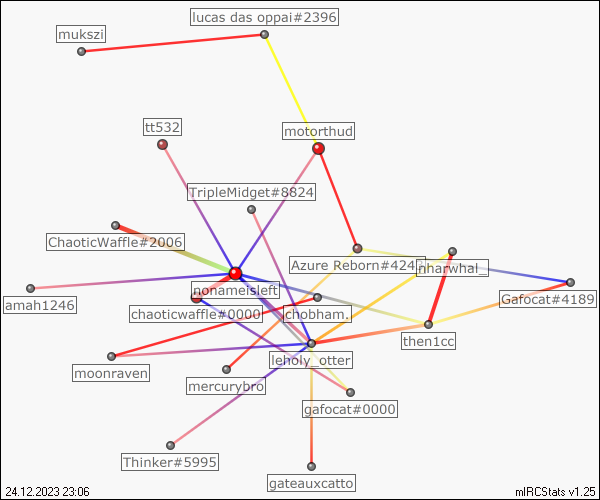 lucas das oppai#2396
mukszi
tt532
motorthud
TripleMidget#8824
ChaoticWaffle#2006
Azure Reborn#424
nharwhal_
nonameisleft
amah1246
Gafocat#4189
chaoticwaffle#0000
chobham.
then1cc
leholy_otter
moonraven
mercurybro
gafocat#0000
Thinker#5995
gateauxcatto
24.12.2023 23:06
mIRCStats v1.25